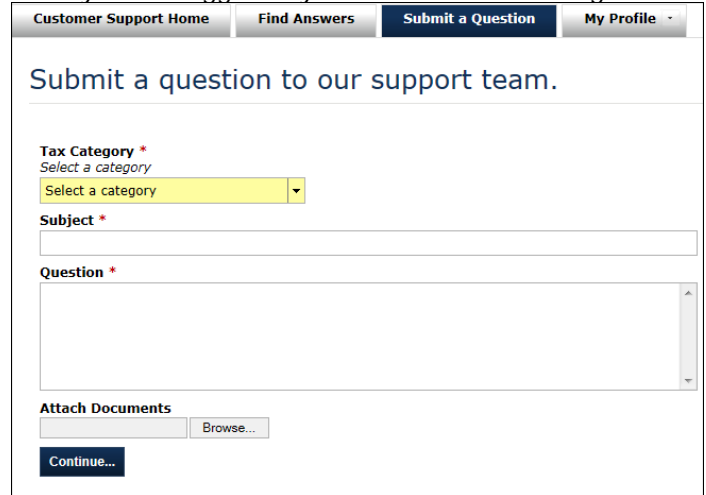 Customer Support Home Find Answers Submit a Question My Profile
Submit a question to our support team.
Tax Category *
Select a category
Select a category
Subject *
Question *
Attach Documents
Browse...
Continue...